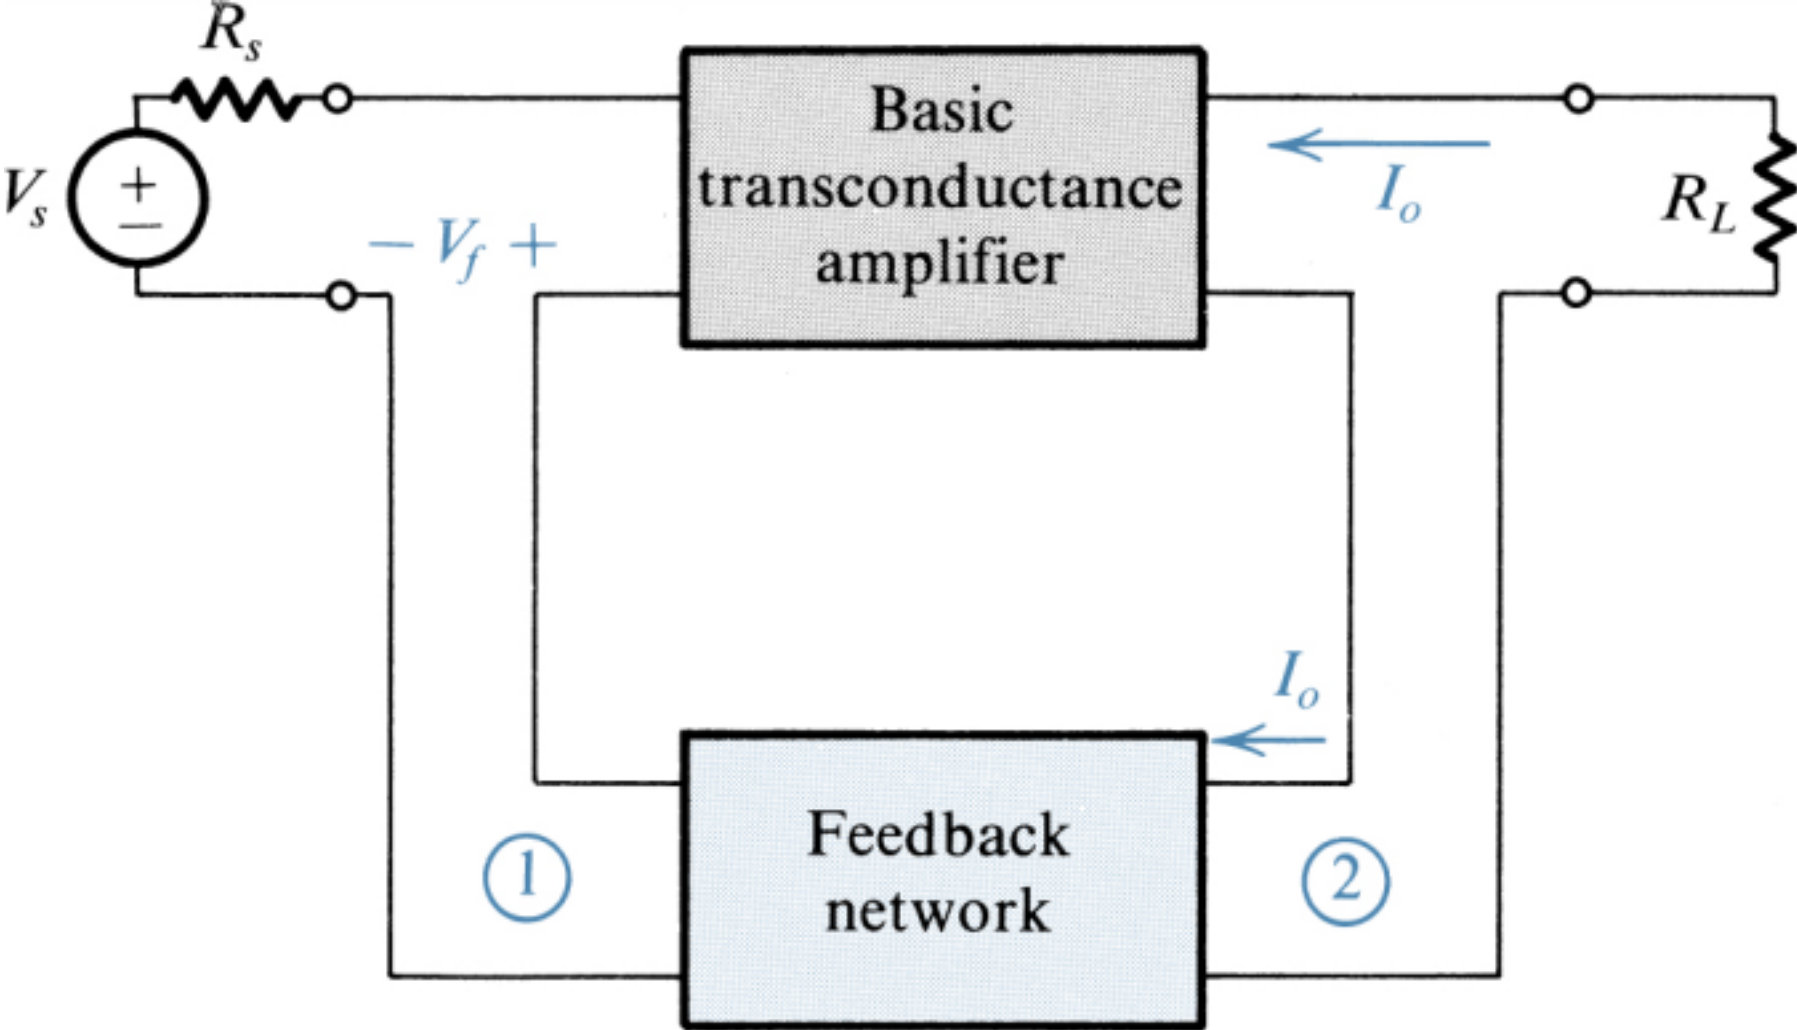 R_s
Basic
transconductance
amplifier
I_o
R_L
V_s
+
−
− V_f +
I_o
Feedback
network
1
2